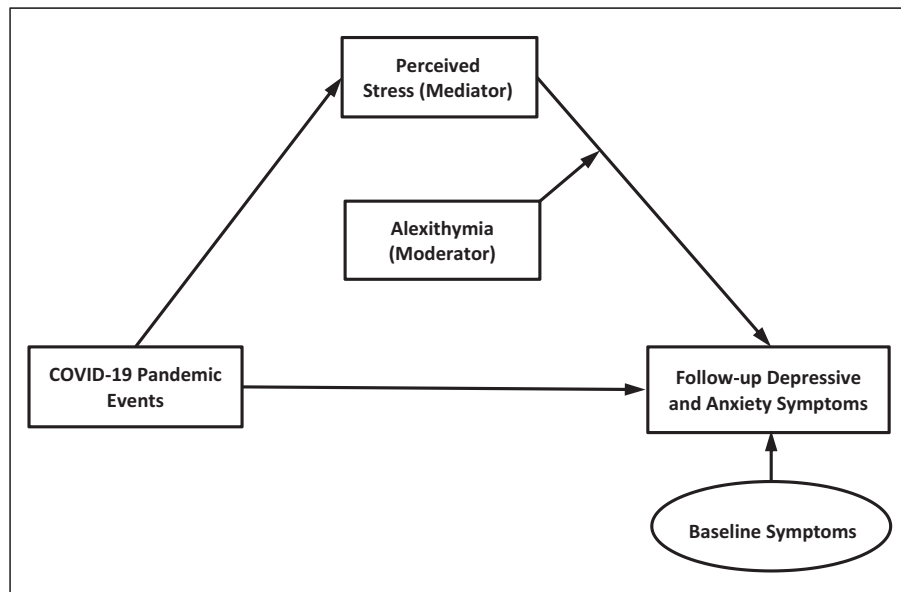 Perceived
Stress (Mediator)
Alexithymia
(Moderator)
COVID-19 Pandemic
Events
Follow-up Depressive
and Anxiety Symptoms
Baseline Symptoms